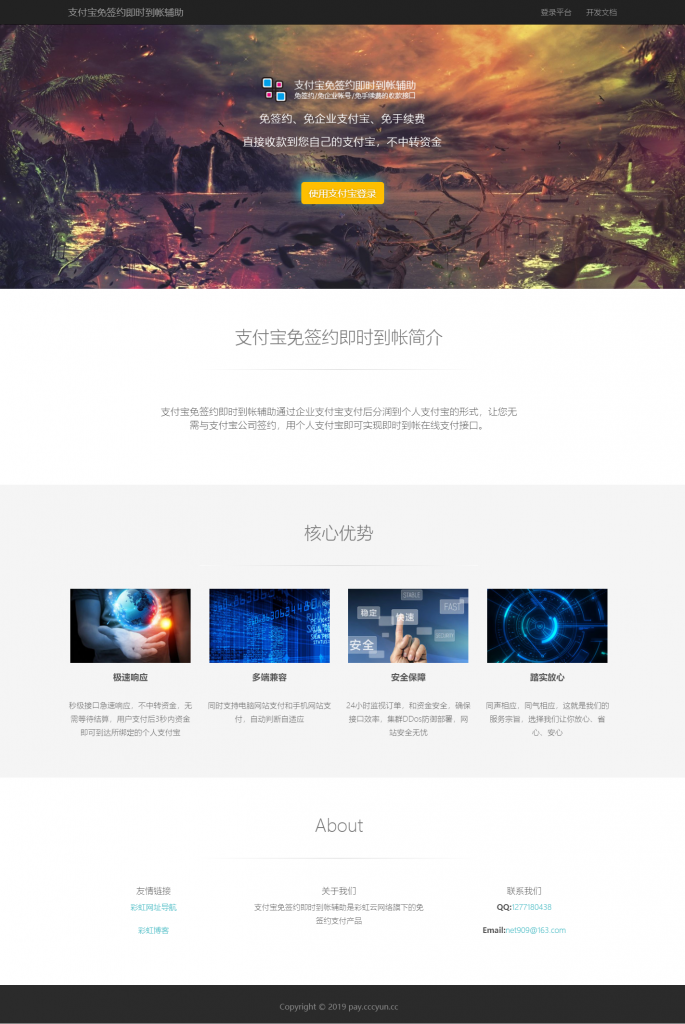 支付宝免签约即时到帐辅助
登录平台 开发文档
支付宝免签约即时到帐辅助
免签约/免企业帐号/免手续费的收款接口
免签约、免企业支付宝、免手续费
直接收款到您自己的支付宝，不中转资金
使用支付宝登录
支付宝免签约即时到帐简介
支付宝免签约即时到帐辅助通过企业支付宝支付后分润到个人支付宝的形式，让您无
需与支付宝公司签约，用个人支付宝即可实现即时到帐在线支付接口。
核心优势
稳定
STABLE
快速
FAST
安全
SECURITY
极速响应
秒级接口急速响应，不中转资金，无
需等待结算，用户支付后3秒内资金
即可到达所绑定的个人支付宝
多端兼容
同时支持电脑网站支付和手机网站支
付，自动判断自适应
安全保障
24小时监视订单，和资金安全，确保
接口效率，集群DDos防御部署，网
站安全无忧
踏实放心
同声相应，同气相应，这就是我们的
服务宗旨，选择我们让你放心、省
心、安心
About
友情链接
彩虹网址导航
彩虹博客
关于我们
支付宝免签约即时到帐辅助是彩虹云网络旗下的免
签约支付产品
联系我们
QQ:1277180438
Email:net909@163.com
Copyright © 2019 pay.cccyun.cc